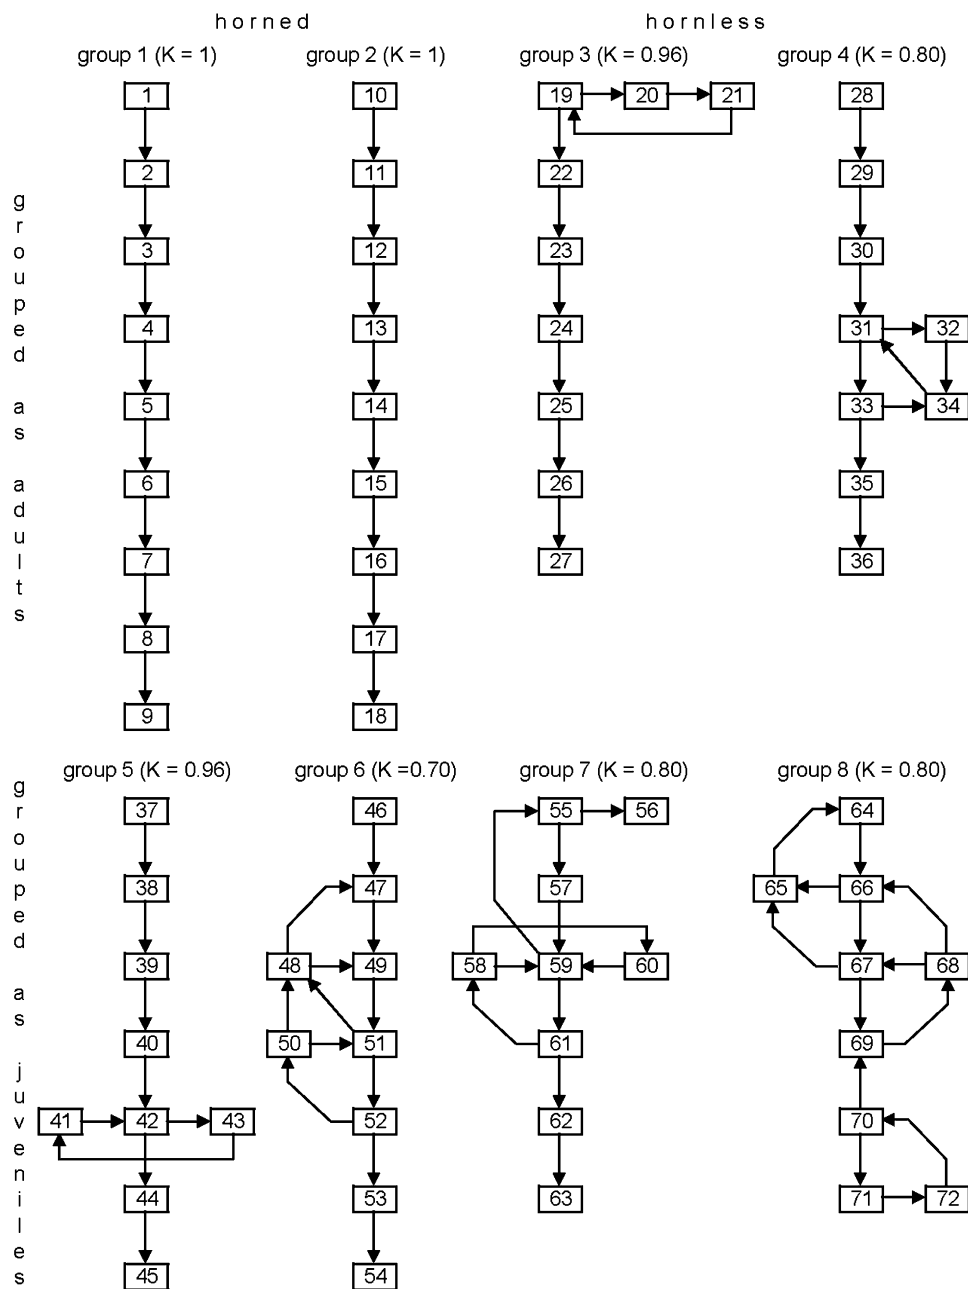 horned hornless
group 1 (K = 1) group 2 (K = 1) group 3 (K = 0.96) group 4 (K = 0.80)
grouped as adults
1 10 19 20 21 28
2 11 22 29
3 12 23 30
4 13 24 31 32
5 14 25 33 34
6 15 26 35
7 16 27 36
8 17
9 18
group 5 (K = 0.96) group 6 (K =0.70) group 7 (K = 0.80) group 8 (K = 0.80)
grouped as juveniles
37 46 55 56 64
38 47 57 65 66
39 48 49 58 59 60 67 68
40 50 51 61 69
41 42 43 52 62 70
44 53 63 71 72
45 54